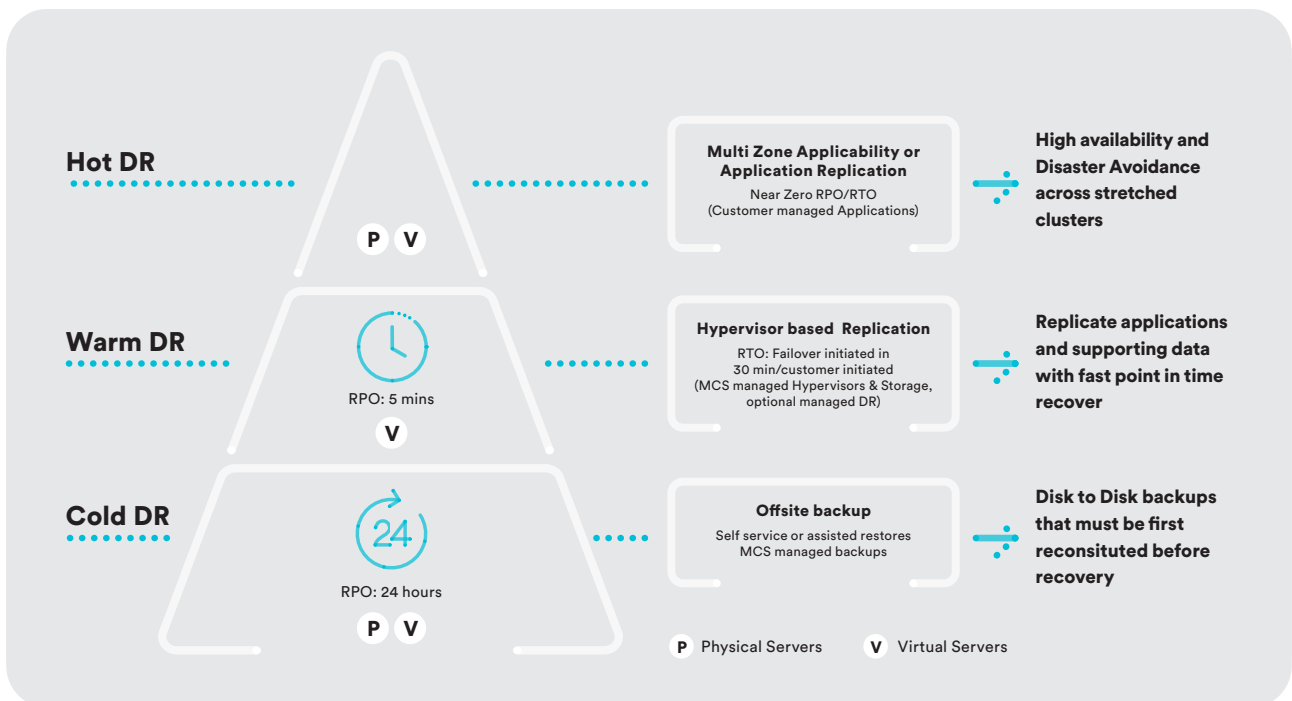 Hot DR
P V
Multi Zone Applicability or
Application Replication
Near Zero RPO/RTO
(Customer managed Applications)
High availability and
Disaster Avoidance
across stretched
clusters
Warm DR
RPO: 5 mins
V
Hypervisor based Replication
RTO: Failover initiated in
30 min/customer initiated
(MCS managed Hypervisors & Storage,
optional managed DR)
Replicate applications
and supporting data
with fast point in time
recover
Cold DR
24
RPO: 24 hours
P V
Offsite backup
Self service or assisted restores
MCS managed backups
Disk to Disk backups
that must be first
reconsituted before
recovery
P Physical Servers V Virtual Servers